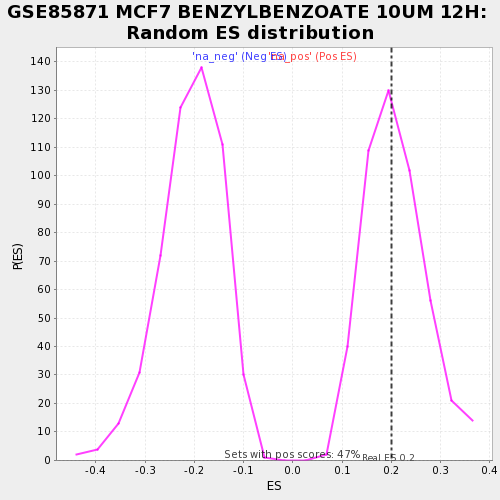 GSE85871 MCF7 BENZYLBENZOATE 10UM 12H:
Random ES distribution
'na_neg' (Neg ES) 'na_pos' (Pos ES)
140
130
120
110
100
90
80
70
60
50
40
30
20
10
0
P(ES)
Sets with pos scores: 47%
Real ES 0.2
-0.4 -0.3 -0.2 -0.1 0.0 0.1 0.2 0.3 0.4
ES